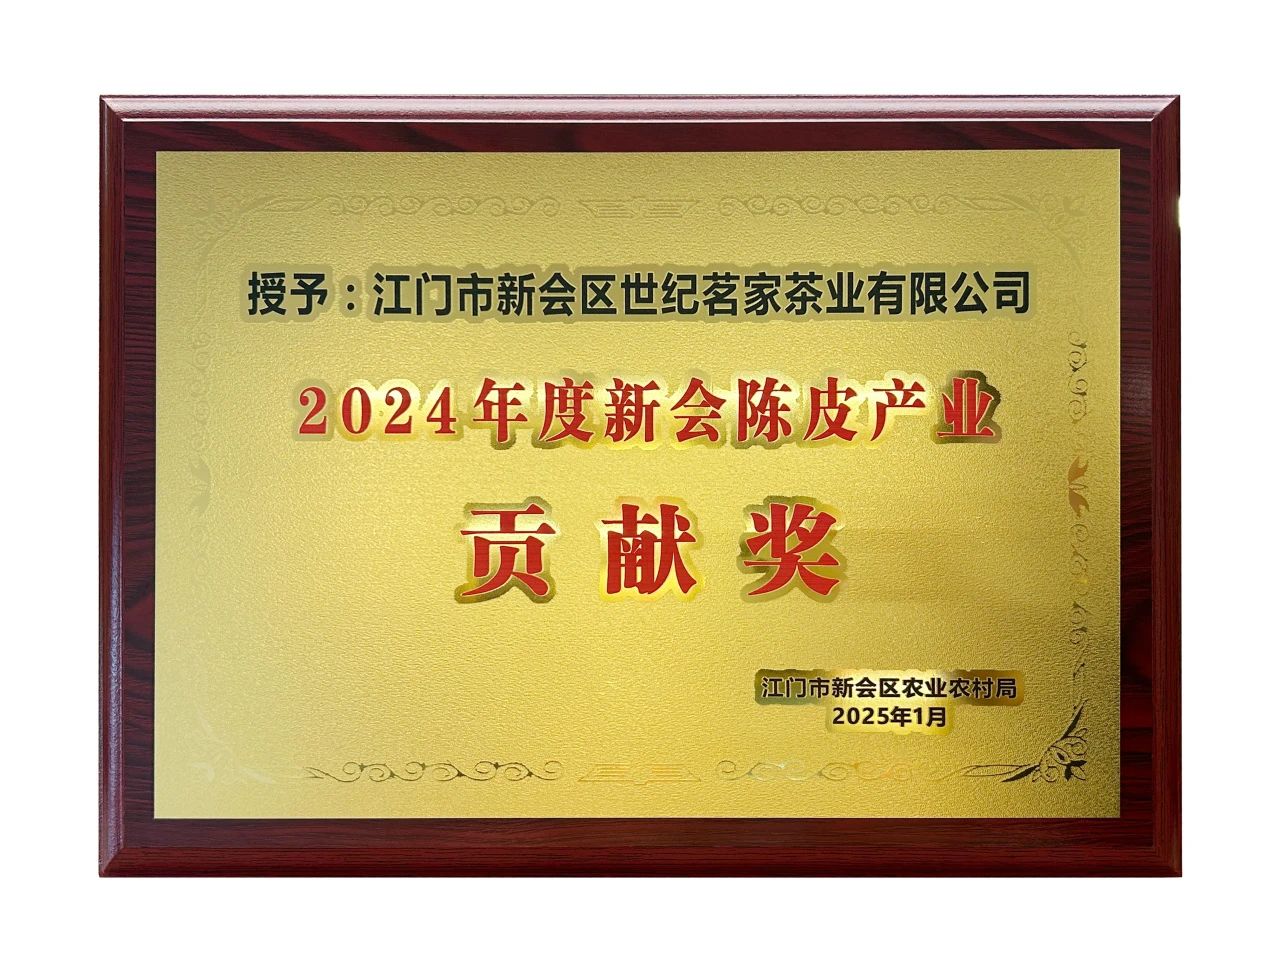 授予：江门市新会区世纪茗家茶业有限公司
2024年度新会陈皮产业
贡献奖
江门市新会区农业农村局
2025年1月